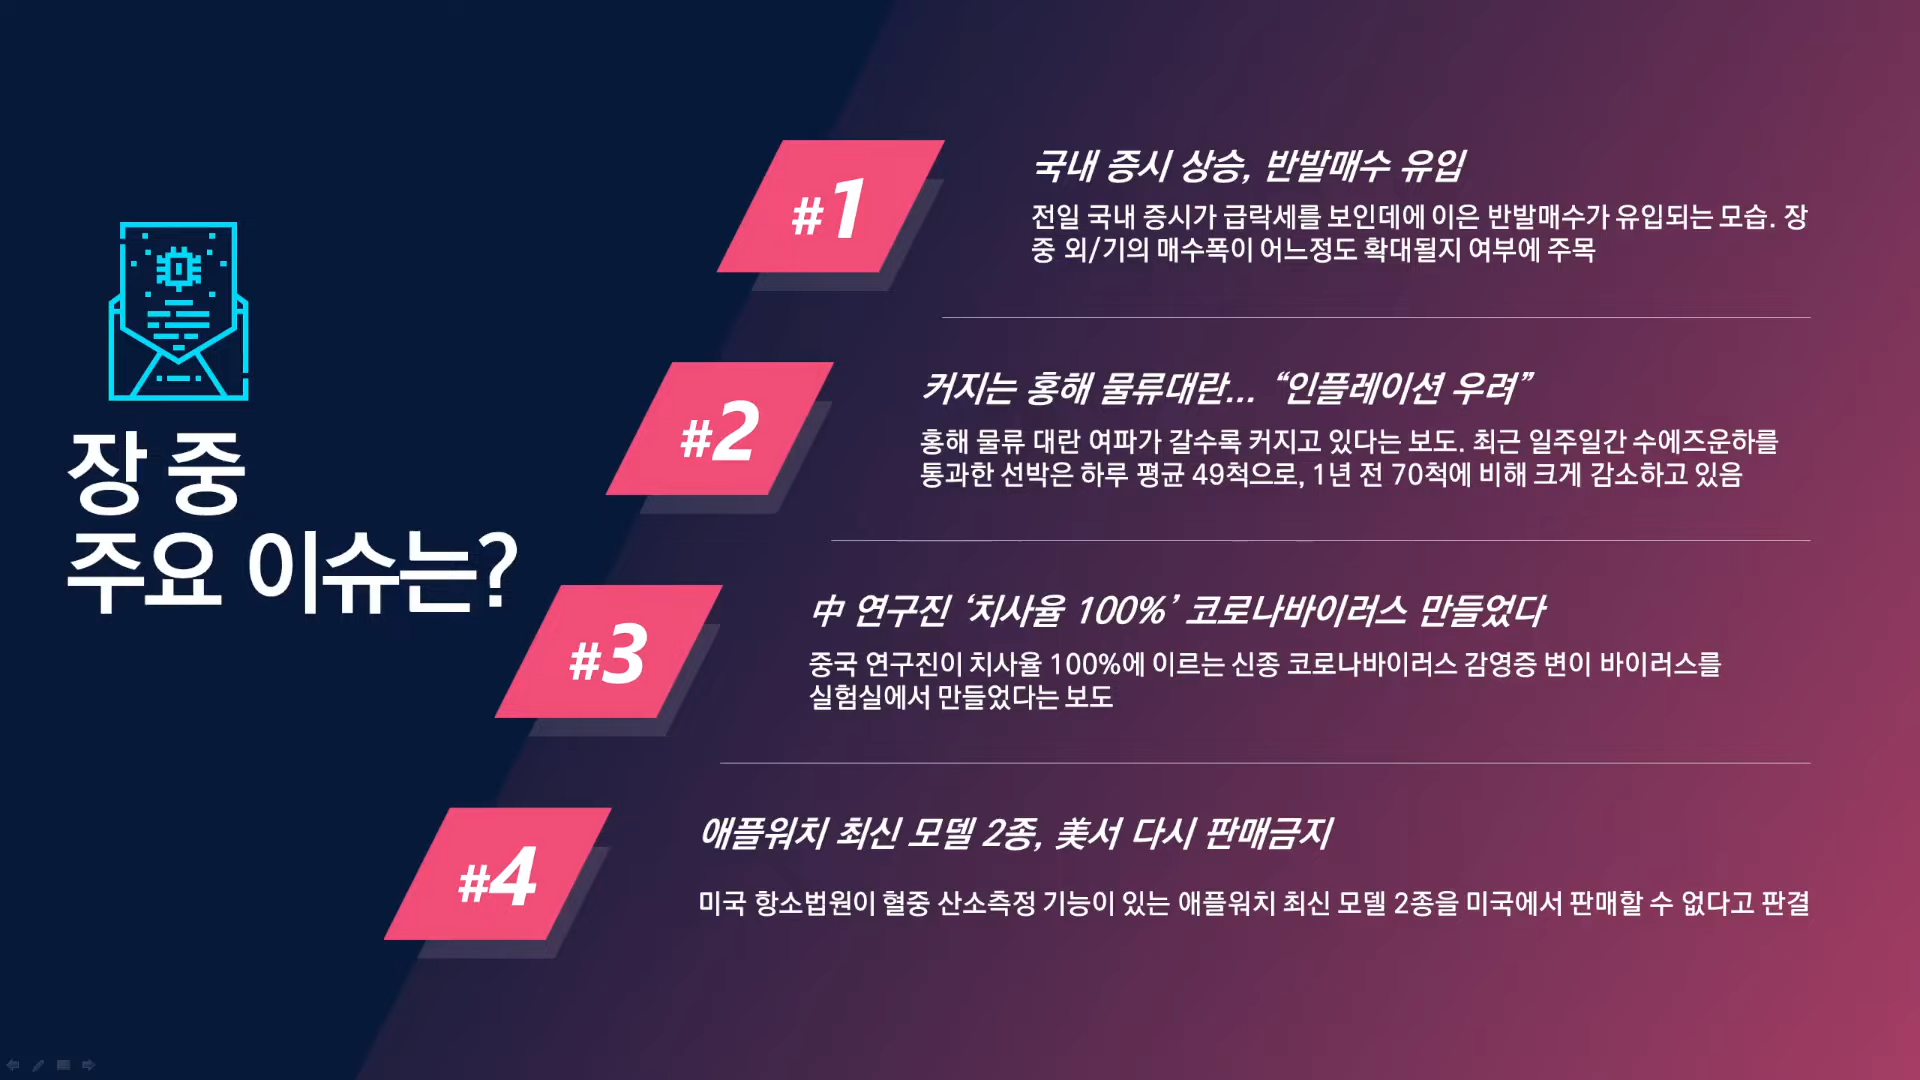 장 중
주요 이슈는?
#1
국내 증시 상승, 반발매수 유입
전일 국내 증시가 급락세를 보인데에 이은 반발매수가 유입되는 모습. 장
중 외/기의 매수폭이 어느정도 확대될지 여부에 주목
#2
커지는 홍해 물류대란... “인플레이션 우려”
홍해 물류 대란 여파가 갈수록 커지고 있다는 보도. 최근 일주일간 수에즈운하를
통과한 선박은 하루 평균 49척으로, 1년 전 70척에 비해 크게 감소하고 있음
#3
中 연구진 ‘치사율 100%’ 코로나바이러스 만들었다
중국 연구진이 치사율 100%에 이르는 신종 코로나바이러스 감영증 변이 바이러스를
실험실에서 만들었다는 보도
#4
애플워치 최신 모델 2종, 美서 다시 판매금지
미국 항소법원이 혈중 산소측정 기능이 있는 애플워치 최신 모델 2종을 미국에서 판매할 수 없다고 판결